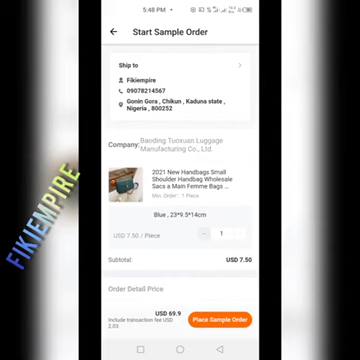 5:48 PM
Start Sample Order
Ship to
Fikiempire
09078214567
Gonin Gora , Chikun , Kaduna state ,
Nigeria , 800252
Company: Baoding Tuoxuan Luggage
Manufacturing Co., Ltd.
2021 New Handbags Small
Shoulder Handbag Wholesale
Sacs a Main Femme Bags ...
Min. Order: 1 Piece
Blue , 23*9.5*14cm
USD 7.50 / Piece
− 1 +
Subtotal: USD 7.50
Order Detail Price
USD 69.9
Include transaction fee USD
2.03
Place Sample Order
FIKIEMPIRE